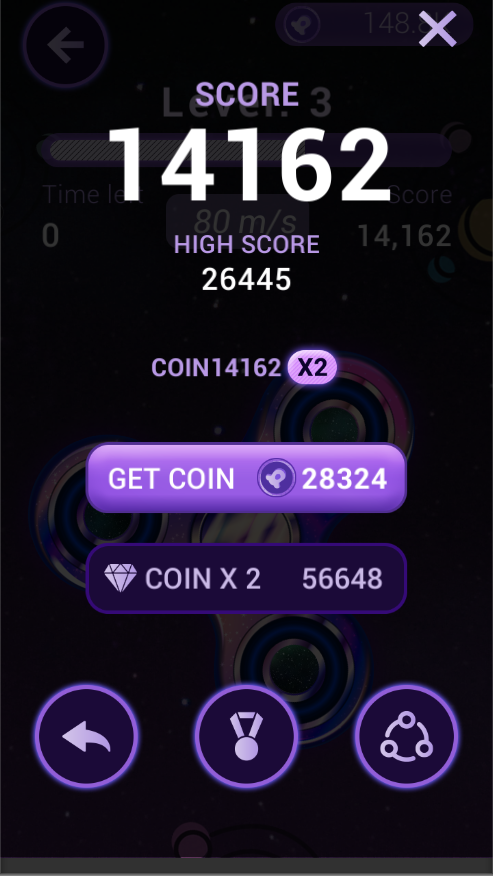 148.8
SCORE
Level: 3
14162
Time left
Score
80 m/s
0
14,162
HIGH SCORE
26445
COIN14162 X2
GET COIN 28324
COIN X 2 56648